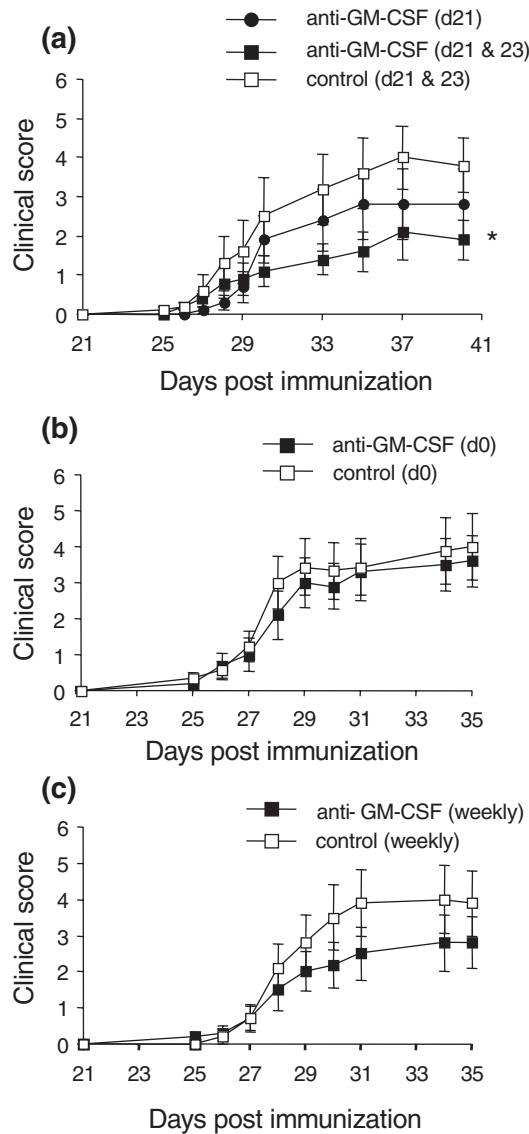 (a)
anti-GM-CSF (d21)
anti-GM-CSF (d21 & 23)
control (d21 & 23)
6
5
4
3
2
1
0
Clinical score
*
21 25 29 33 37 41
Days post immunization
(b)
anti-GM-CSF (d0)
control (d0)
6
5
4
3
2
1
0
Clinical score
21 23 25 27 29 31 33 35
Days post immunization
(c)
anti- GM-CSF (weekly)
control (weekly)
6
5
4
3
2
1
0
Clinical score
21 23 25 27 29 31 33 35
Days post immunization